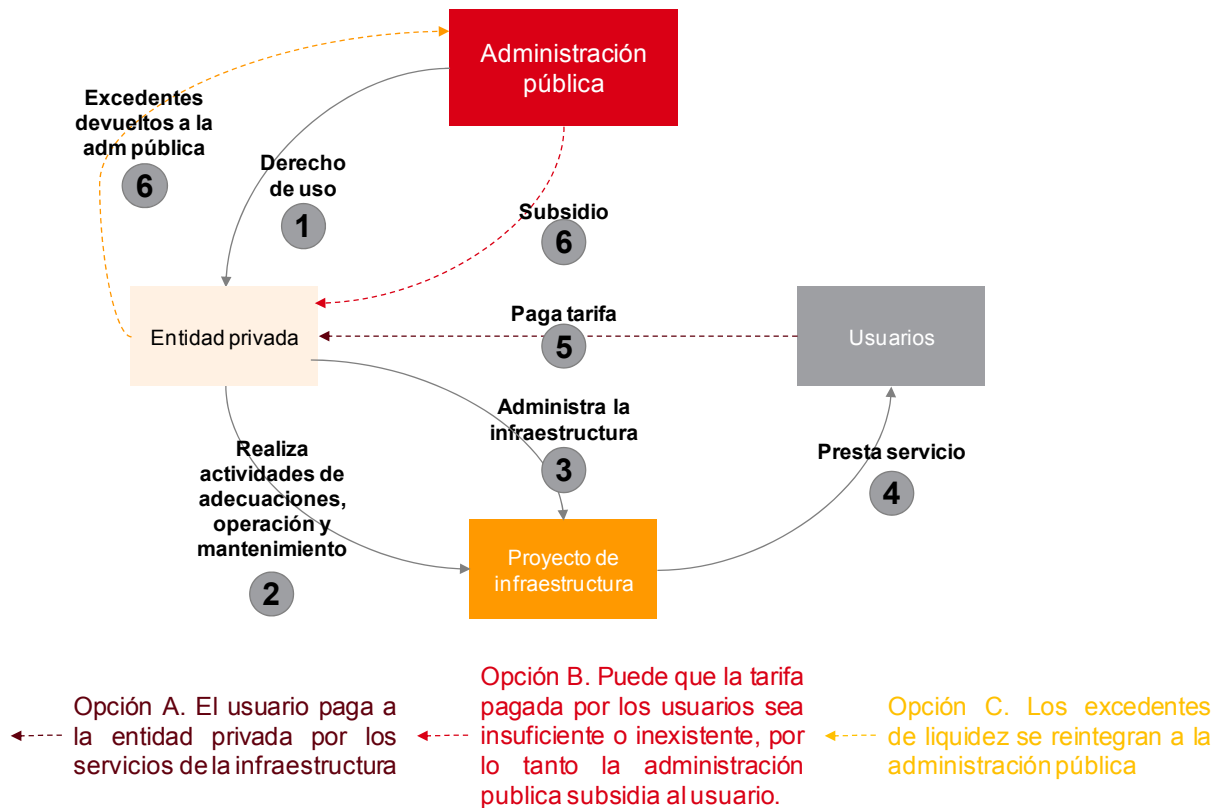 Administración
pública
Excedentes
devueltos a la
adm pública
6
Derecho
de uso
1
Subsidio
6
Entidad privada
Paga tarifa
5
Usuarios
Administra la
infraestructura
3
Realiza
actividades de
adecuaciones,
operación y
mantenimiento
2
Presta servicio
4
Proyecto de
infraestructura
Opción A. El usuario paga a
la entidad privada por los
servicios de la infraestructura
Opción B. Puede que la tarifa
pagada por los usuarios sea
insuficiente o inexistente, por
lo tanto la administración
publica subsidia al usuario.
Opción C. Los excedentes
de liquidez se reintegran a la
administración pública